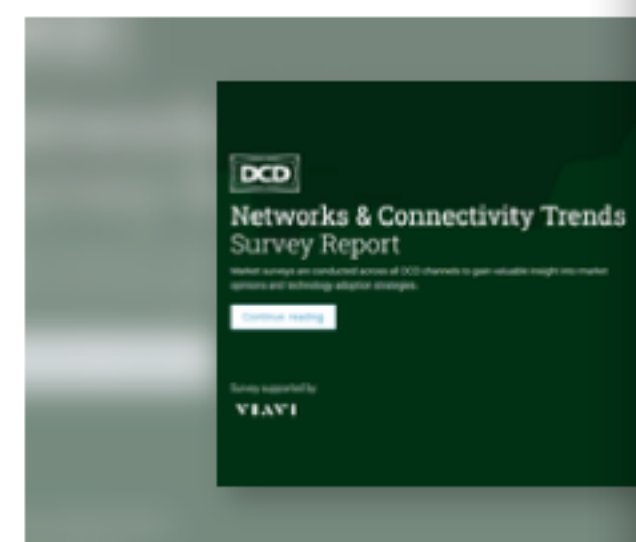 DCD
Networks & Connectivity Trends
Survey Report
Market surveys are conducted across all DCD channels to gain valuable insight into market
opinions and technology adoption strategies.
Continue reading
Survey supported by:
VIAVI